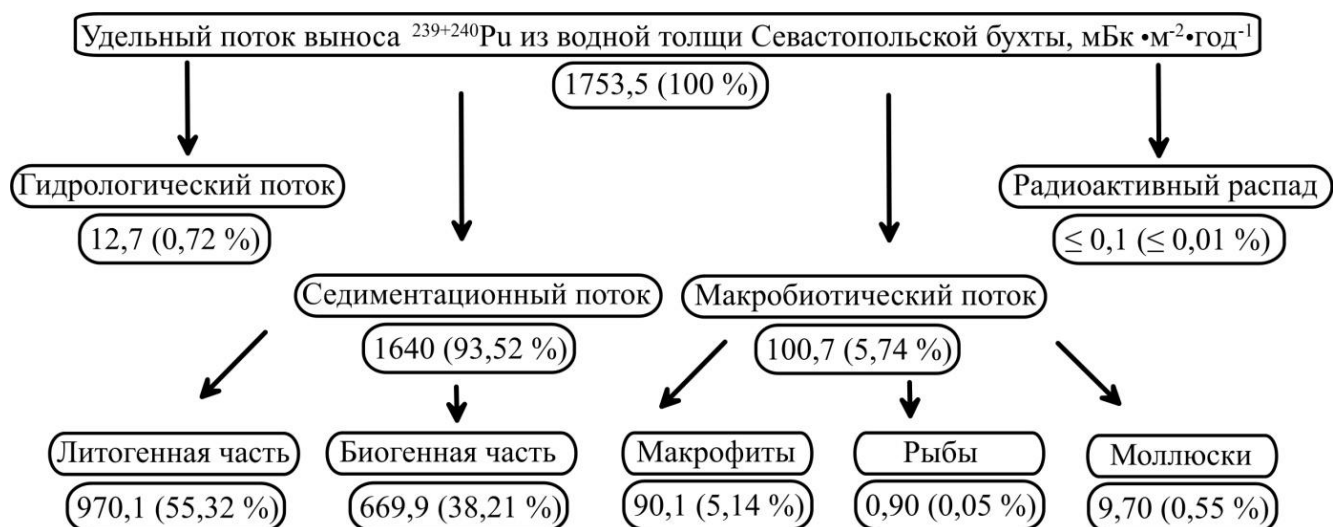 Удельный поток выноса ²³⁹⁺²⁴⁰Pu из водной толщи Севастопольской бухты, мБк •м⁻²•год⁻¹
1753,5 (100 %)
Гидрологический поток
12,7 (0,72 %)
Радиоактивный распад
≤ 0,1 (≤ 0,01 %)
Седиментационный поток
1640 (93,52 %)
Макробиотический поток
100,7 (5,74 %)
Литогенная часть
970,1 (55,32 %)
Биогенная часть
669,9 (38,21 %)
Макрофиты
90,1 (5,14 %)
Рыбы
0,90 (0,05 %)
Моллюски
9,70 (0,55 %)